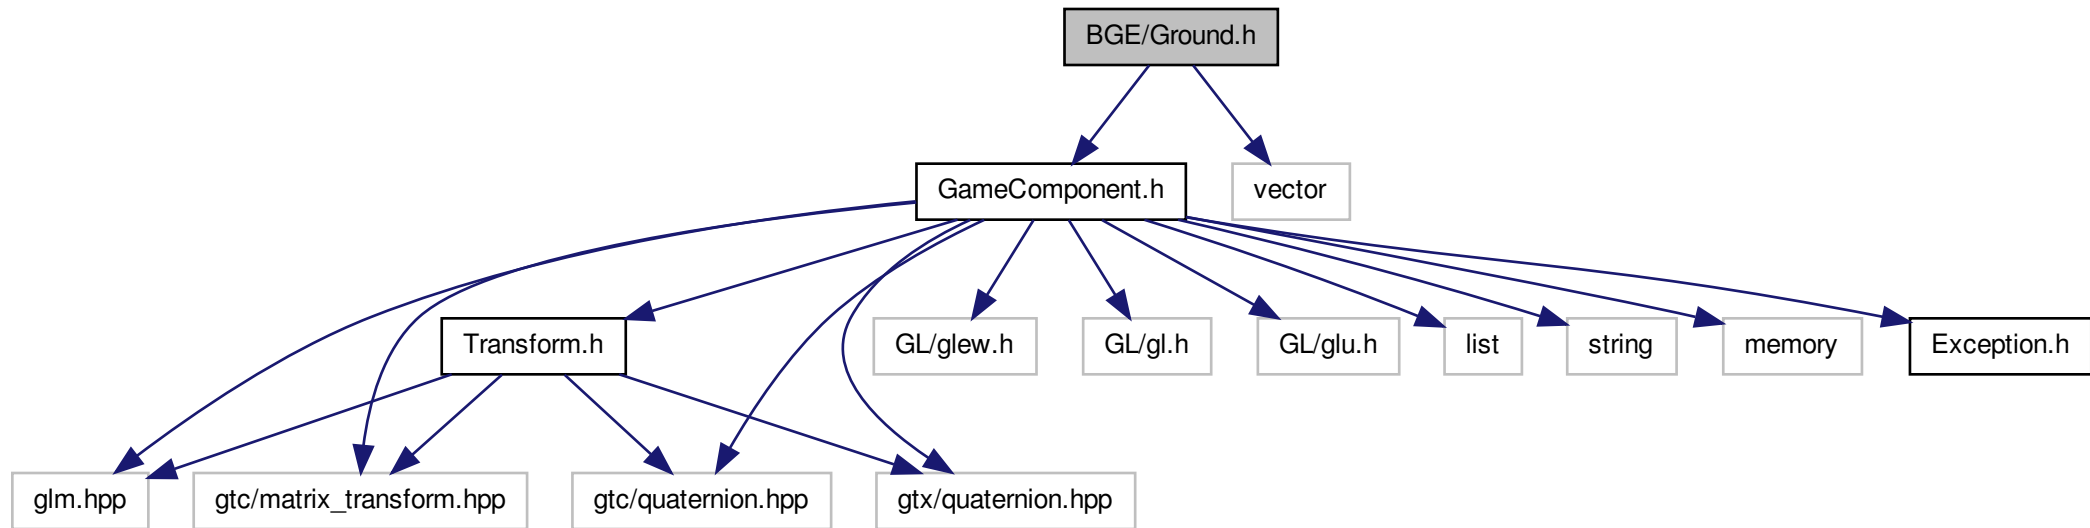 BGE/Ground.h
GameComponent.h
vector
Transform.h
GL/glew.h
GL/gl.h
GL/glu.h
list
string
memory
Exception.h
glm.hpp
gtc/matrix_transform.hpp
gtc/quaternion.hpp
gtx/quaternion.hpp